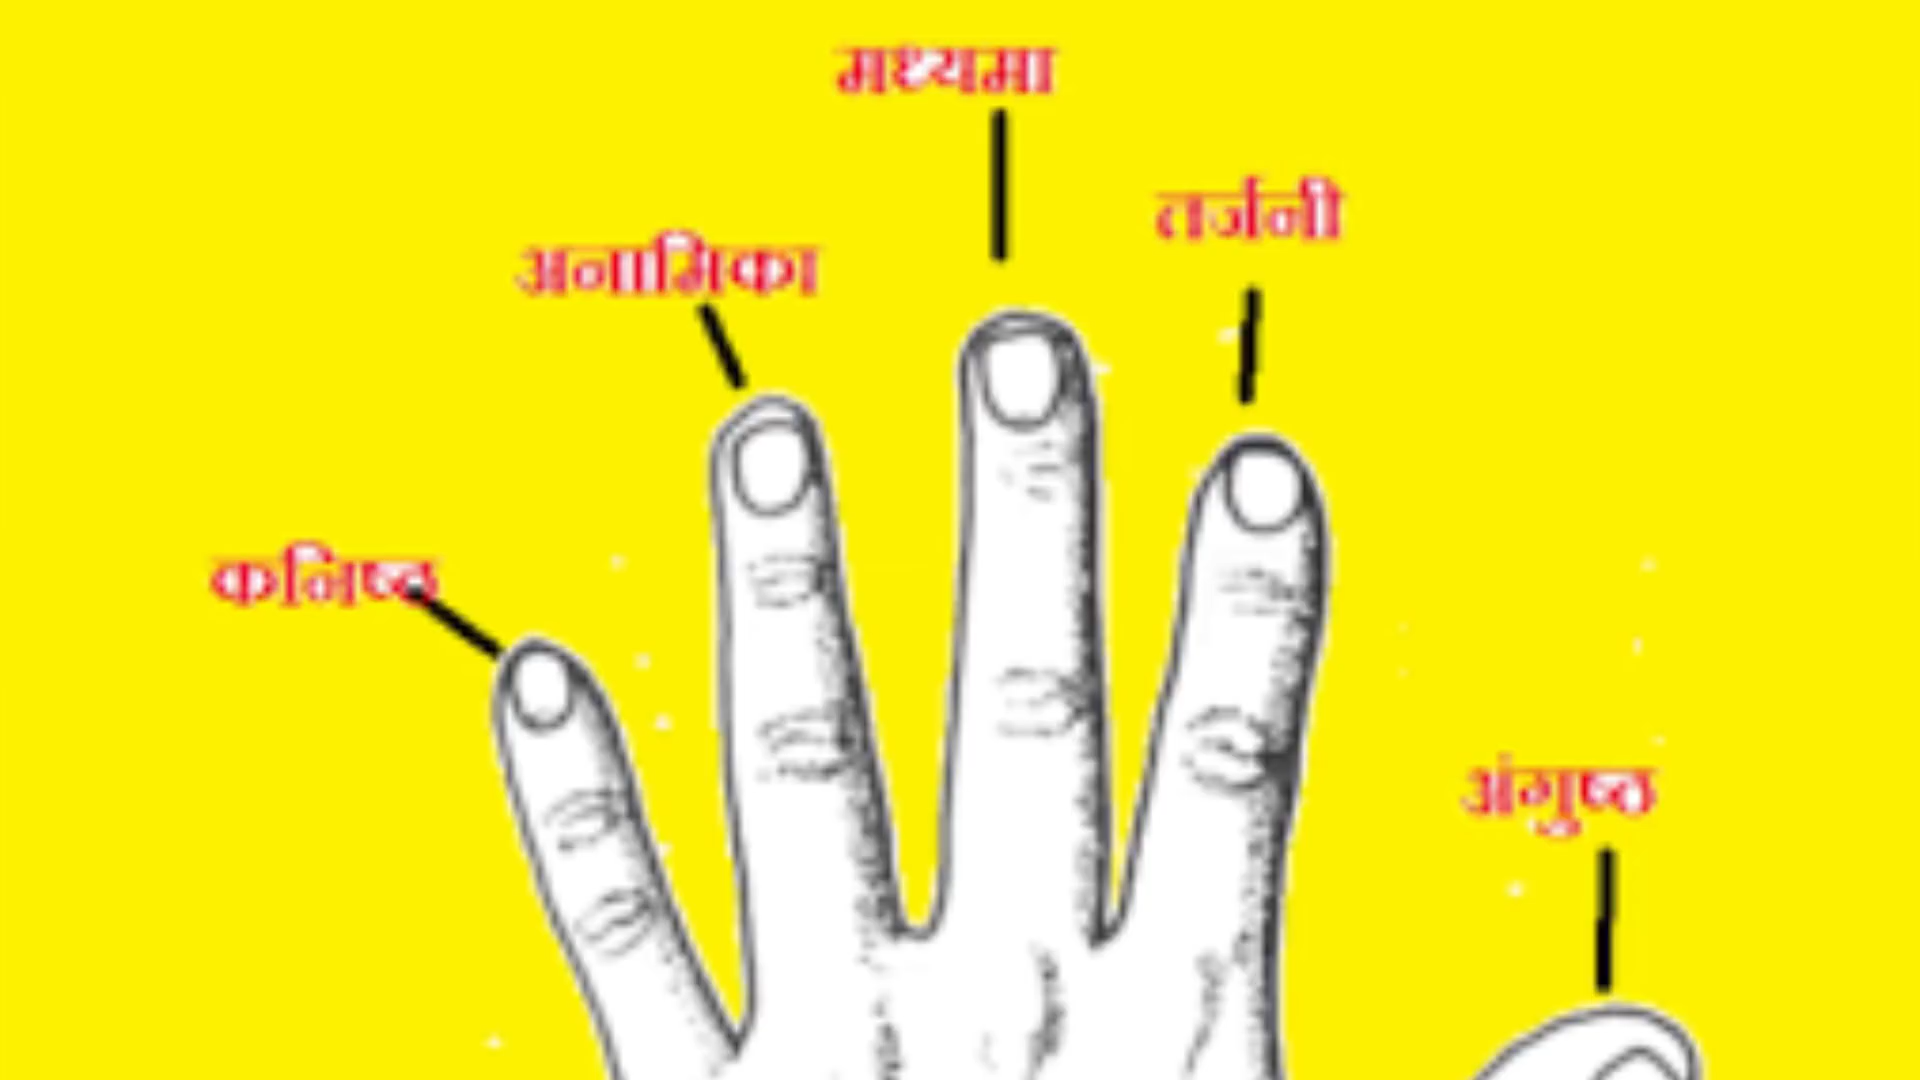 मध्यमा
तर्जनी
अनामिका
कनिष्ठ
अंगुष्ठ